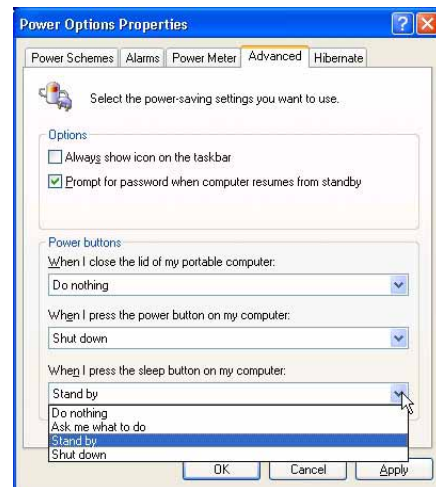 Power Options Properties
Power Schemes Alarms Power Meter Advanced Hibernate
Select the power-saving settings you want to use.
Options
Always show icon on the taskbar
Prompt for password when computer resumes from standby
Power buttons
When I close the lid of my portable computer:
Do nothing
When I press the power button on my computer:
Shut down
When I press the sleep button on my computer:
Stand by
Do nothing
Ask me what to do
Stand by
Shut down
OK Cancel Apply